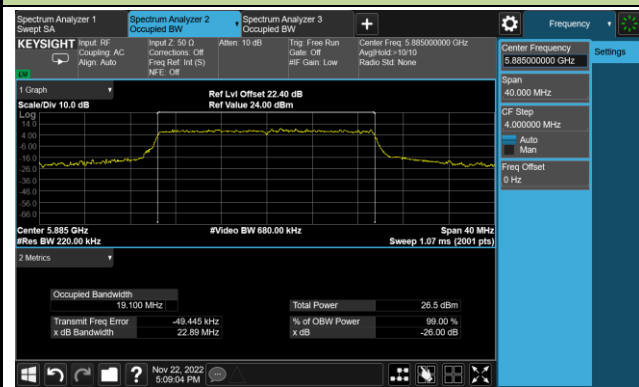 Spectrum Analyzer 1
Swept SA
Spectrum Analyzer 2
Occupied BW
Spectrum Analyzer 3
Occupied BW
+
Frequency
KEYSIGHT
Input: RF
Coupling: AC
Align: Auto
Input Z: 50 Ω
Corrections: Off
Freq Ref: Int (S)
NFE: Off
Atten: 10 dB
Trig: Free Run
Gate: Off
#IF Gain: Low
Center Freq: 5.885000000 GHz
Avg|Hold:>10/10
Radio Std: None
Center Frequency
5.885000000 GHz
Settings
Span
40.000 MHz
CF Step
4.000000 MHz
Auto
Man
Freq Offset
0 Hz
1 Graph
Scale/Div 10.0 dB
Ref Lvl Offset 22.40 dB
Ref Value 24.00 dBm
Log
14.0
4.00
-6.00
-16.0
-26.0
-36.0
-46.0
-56.0
-66.0
Center 5.885 GHz
#Video BW 680.00 kHz
Span 40 MHz
#Res BW 220.00 kHz
Sweep 1.07 ms (2001 pts)
2 Metrics
Occupied Bandwidth
19.100 MHz
Total Power 26.5 dBm
Transmit Freq Error -49.445 kHz
% of OBW Power 99.00 %
x dB Bandwidth 22.89 MHz
x dB -26.00 dB
?
Nov 22, 2022
5:09:04 PM